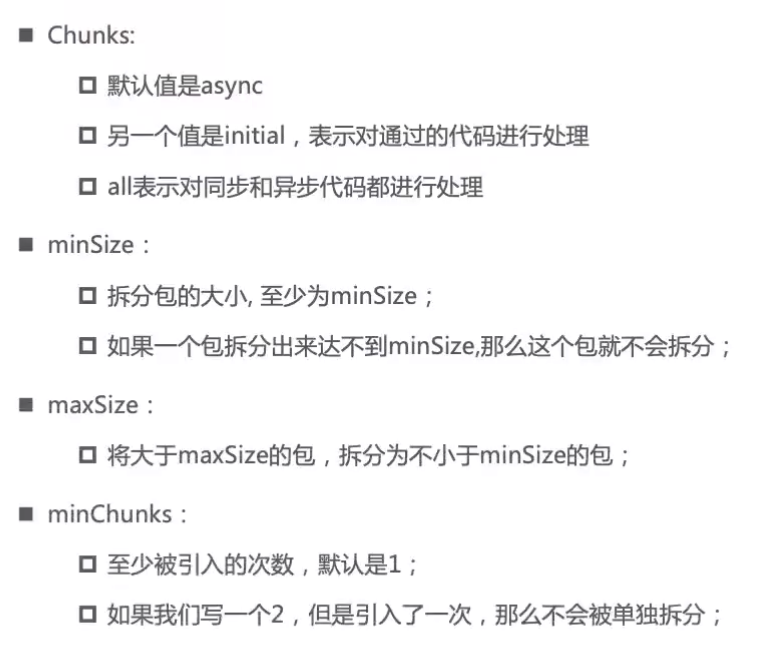 Chunks:
默认值是async
另一个值是initial，表示对通过的代码进行处理
all表示对同步和异步代码都进行处理
minSize：
拆分包的大小, 至少为minSize；
如果一个包拆分出来达不到minSize,那么这个包就不会拆分；
maxSize：
将大于maxSize的包，拆分为不小于minSize的包；
minChunks：
至少被引入的次数，默认是1；
如果我们写一个2，但是引入了一次，那么不会被单独拆分；